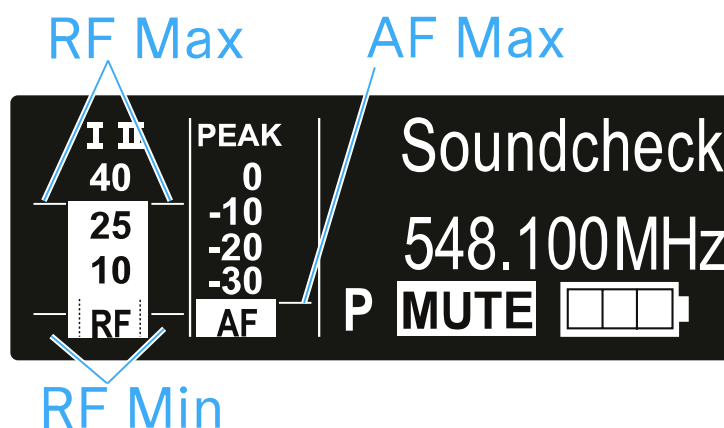 RF Max AF Max
I II PEAK Soundcheck
40 0
25 -10
10 -20 548.100MHz
-30
RF AF P MUTE
RF Min